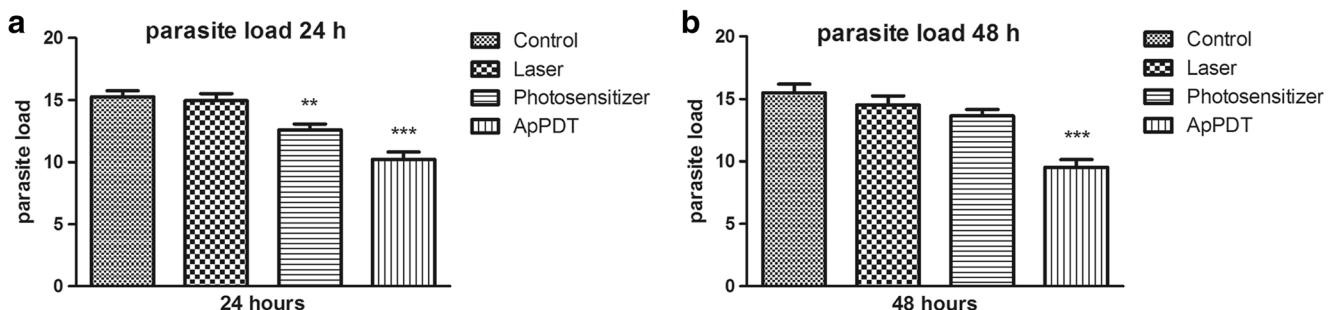 a
parasite load 24 h
20
15
10
5
0
parasite load
**
***
24 hours
Control
Laser
Photosensitizer
ApPDT
b
parasite load 48 h
20
15
10
5
0
parasite load
***
48 hours
Control
Laser
Photosensitizer
ApPDT